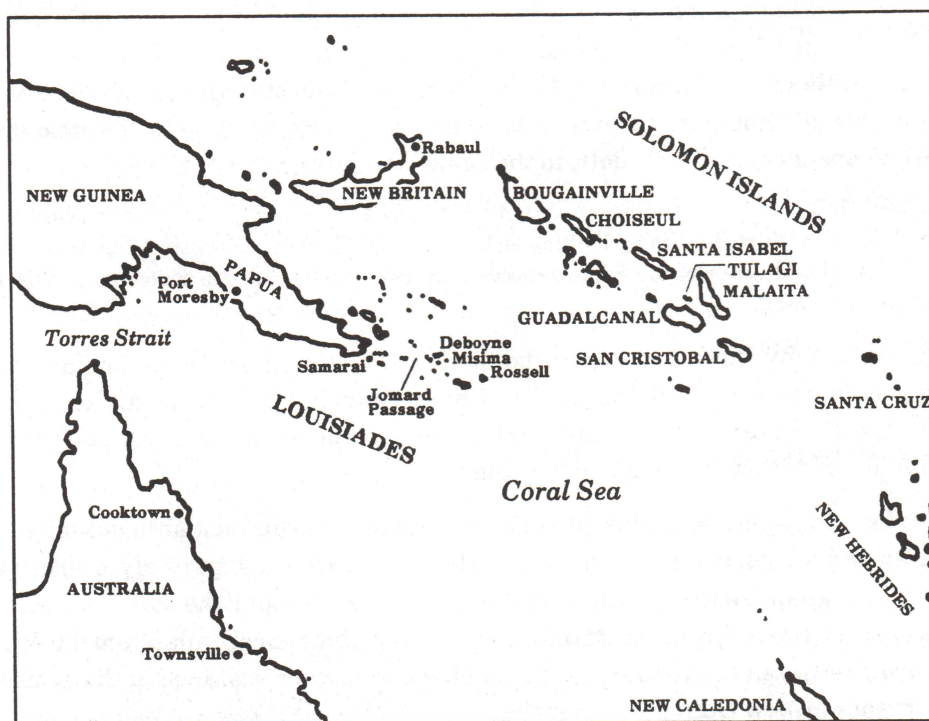 Rabaul
SOLOMON ISLANDS
NEW GUINEA
NEW BRITAIN
BOUGAINVILLE
CHOISEUL
SANTA ISABEL
TULAGI
MALAITA
PAPUA
Port
Moresby
GUADALCANAL
Torres Strait
Samarai
Deboyne
Misima
Rossell
SAN CRISTOBAL
Jomard
Passage
SANTA CRUZ
LOUISIADES
Coral Sea
Cooktown
NEW HEBRIDES
AUSTRALIA
Townsville
NEW CALEDONIA